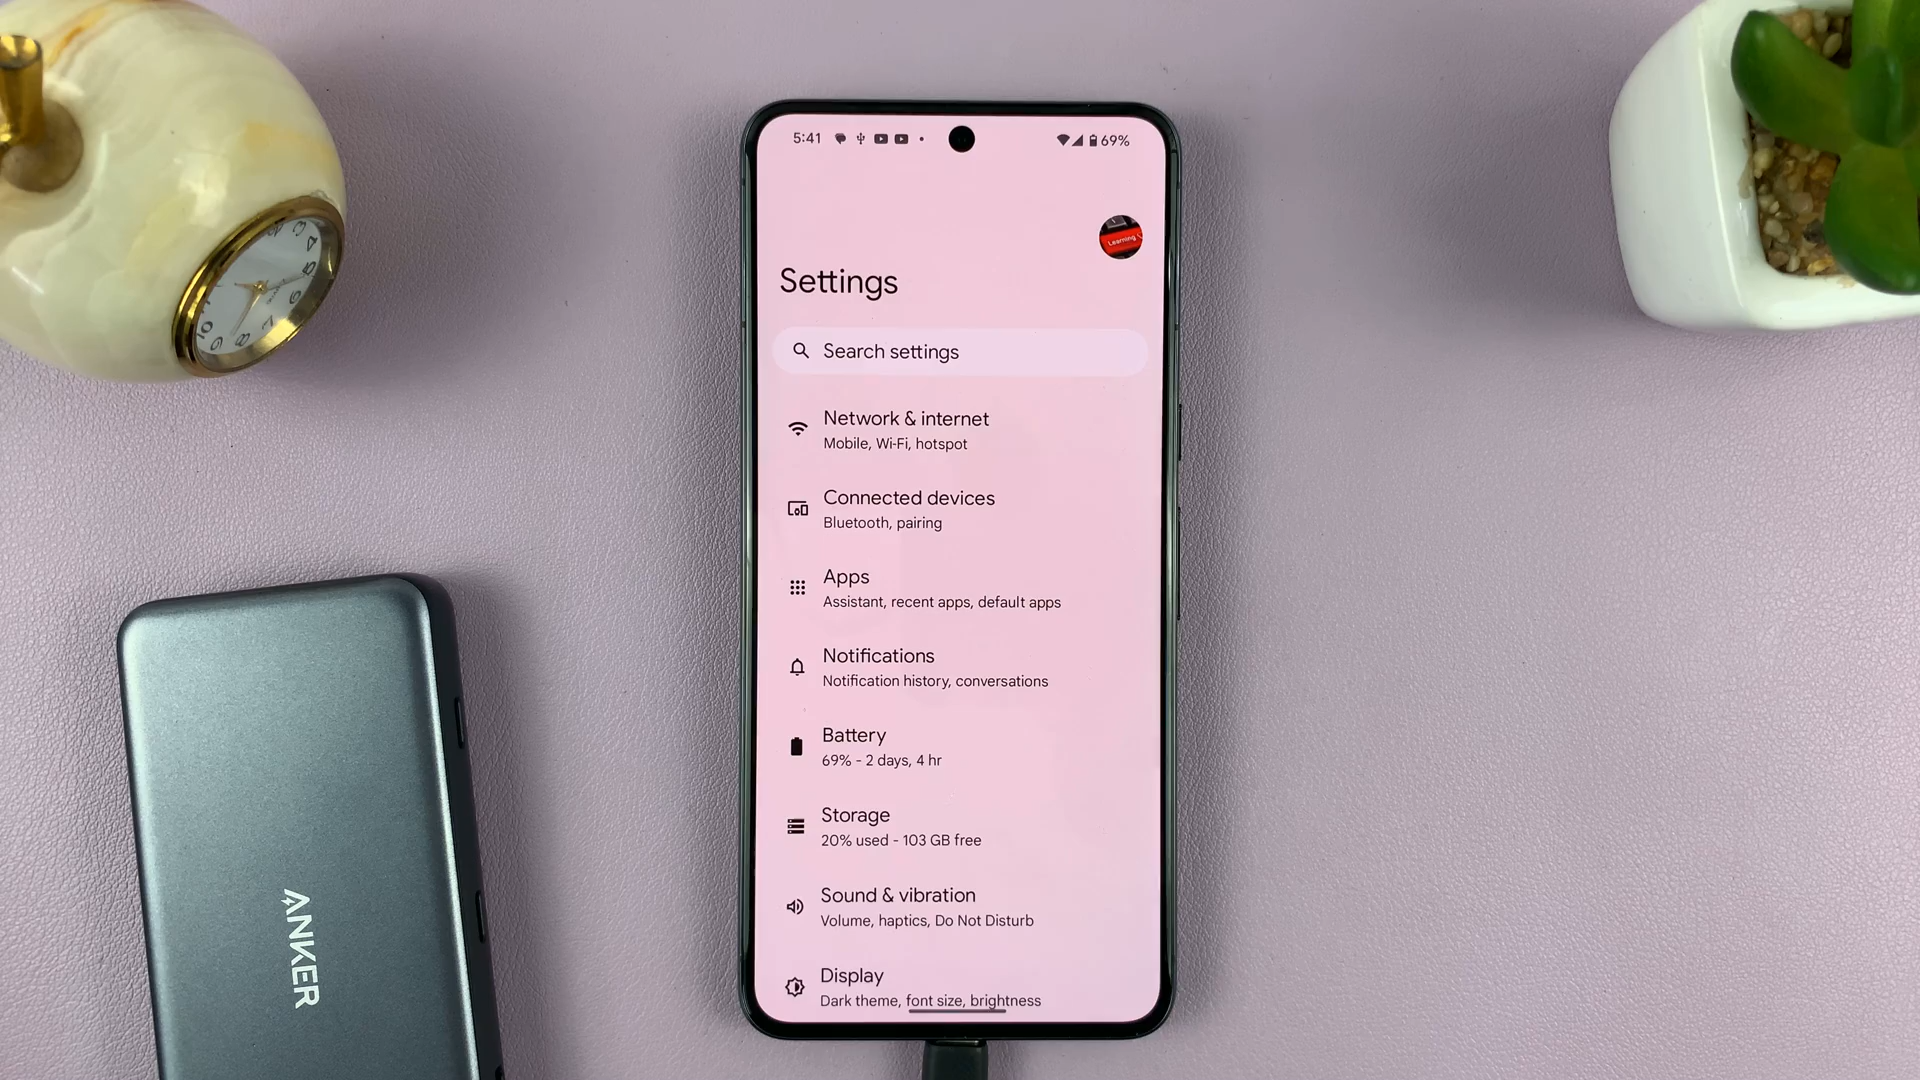 5:41
69%
Learning
Settings
Search settings
Network & internet
Mobile, Wi-Fi, hotspot
Connected devices
Bluetooth, pairing
Apps
Assistant, recent apps, default apps
Notifications
Notification history, conversations
Battery
69% - 2 days, 4 hr
Storage
20% used - 103 GB free
Sound & vibration
Volume, haptics, Do Not Disturb
Display
Dark theme, font size, brightness
ANKER